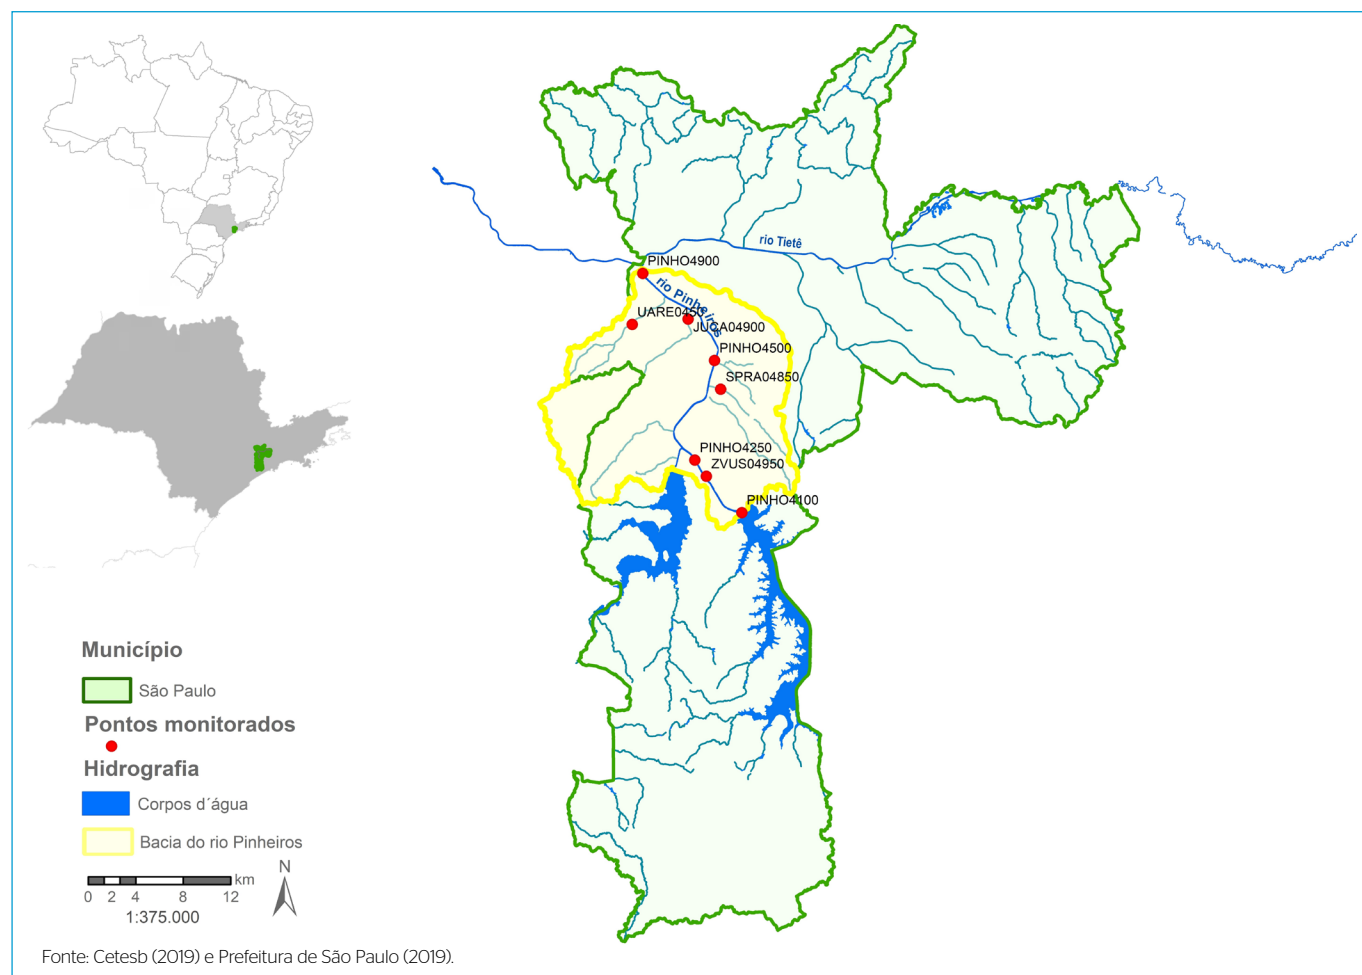 rio Tietê
PINHO4900
rio Pinheiros
UARE0450
JUCA04900
PINHO4500
SPRA04850
PINHO4250
ZVUS04950
PINHO4100
Município
São Paulo
Pontos monitorados
Hidrografia
Corpos d´água
Bacia do rio Pinheiros
N
km
0 2 4 8 12
1:375.000
Fonte: Cetesb (2019) e Prefeitura de São Paulo (2019).